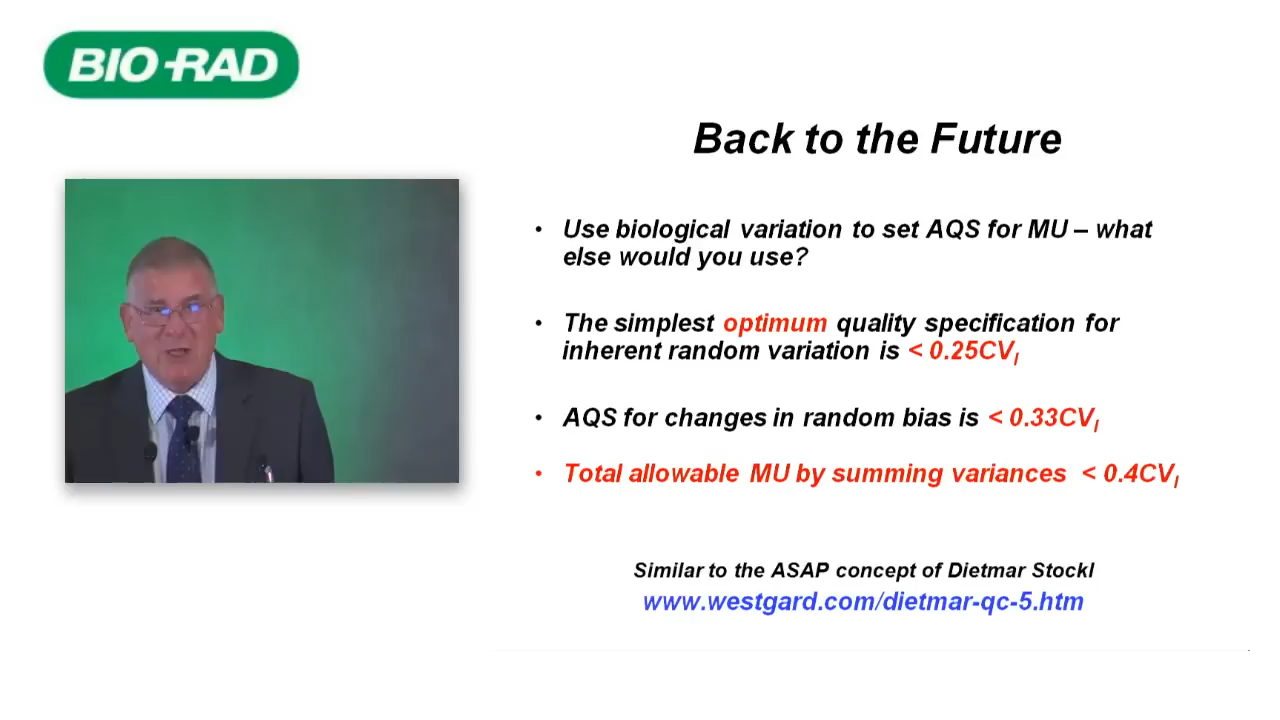 BIO-RAD
Back to the Future
• Use biological variation to set AQS for MU – what
else would you use?
• The simplest optimum quality specification for
inherent random variation is < 0.25CVI
• AQS for changes in random bias is < 0.33CVI
• Total allowable MU by summing variances < 0.4CVI
Similar to the ASAP concept of Dietmar Stockl
www.westgard.com/dietmar-qc-5.htm